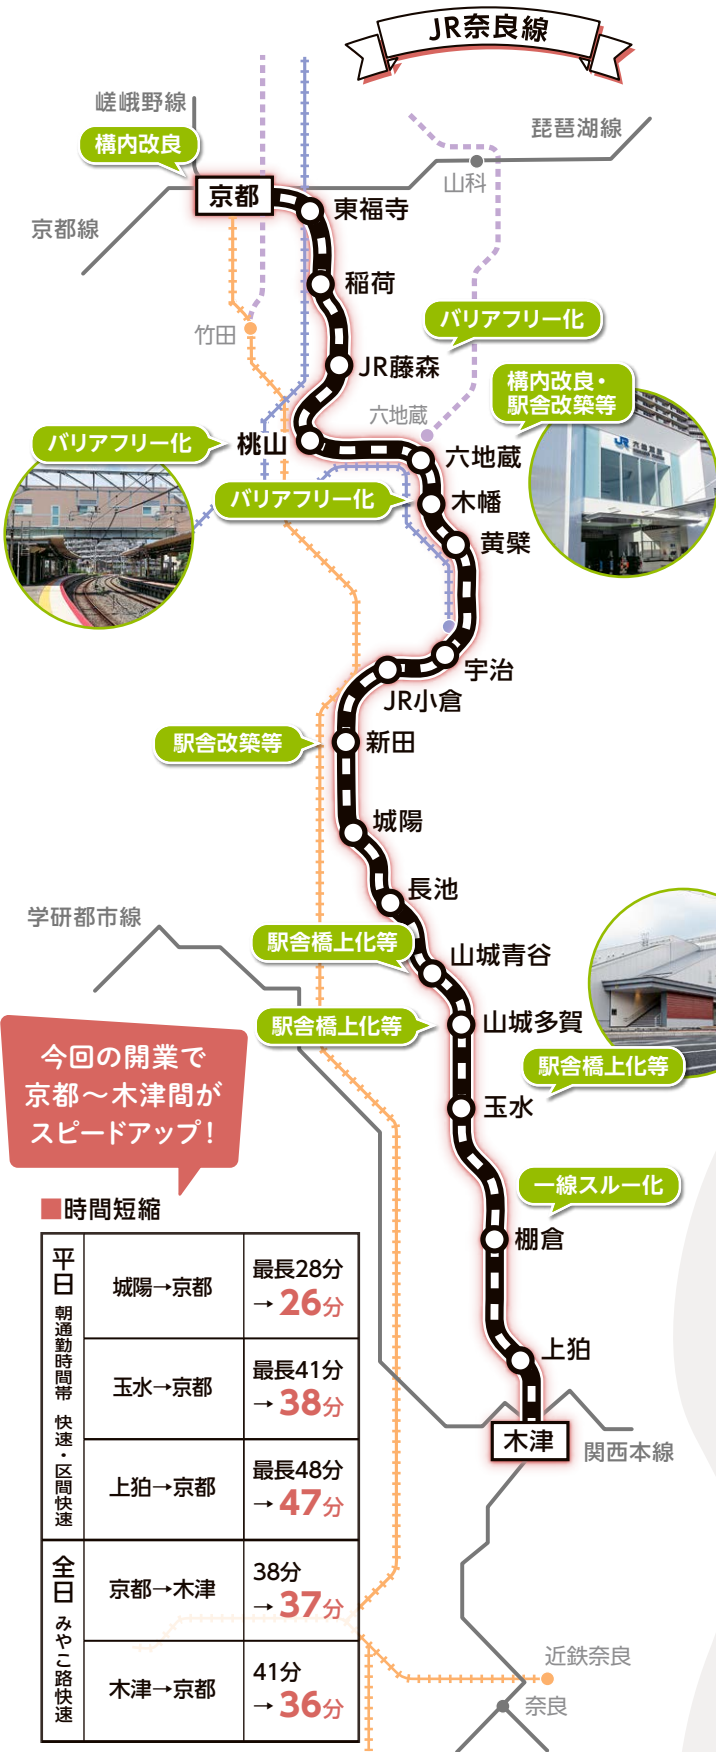 JR奈良線
嵯峨野線
琵琶湖線
構内改良
山科
京都
東福寺
京都線
稲荷
バリアフリー化
竹田
JR藤森
構内改良・
駅舎改築等
六地蔵
バリアフリー化
桃山
六地蔵
JR 六地蔵駅
バリアフリー化
木幡
黄檗
宇治
JR小倉
駅舎改築等
新田
城陽
長池
学研都市線
駅舎橋上化等
山城青谷
駅舎橋上化等
山城多賀
今回の開業で
京都〜木津間が
スピードアップ！
駅舎橋上化等
玉水
一線スルー化
棚倉
上狛
木津
関西本線
近鉄奈良
奈良
■時間短縮
平日 朝通勤時間帯 快速・区間快速
城陽→京都
最長28分
→ 26分
玉水→京都
最長41分
→ 38分
上狛→京都
最長48分
→ 47分
全日 みやこ路快速
京都→木津
38分
→ 37分
木津→京都
41分
→ 36分